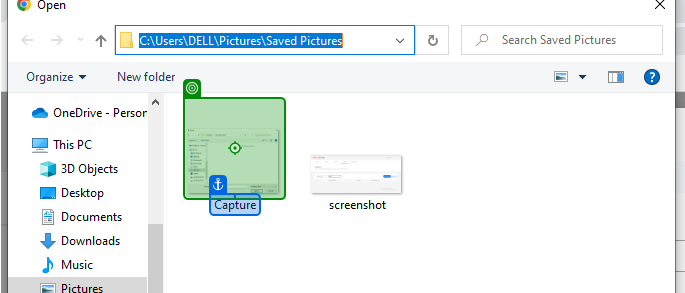 Open
C:\Users\DELL\Pictures\Saved Pictures
Search Saved Pictures
Organize
New folder
OneDrive - Person
This PC
3D Objects
Desktop
Documents
Downloads
Music
Pictures
Capture
screenshot